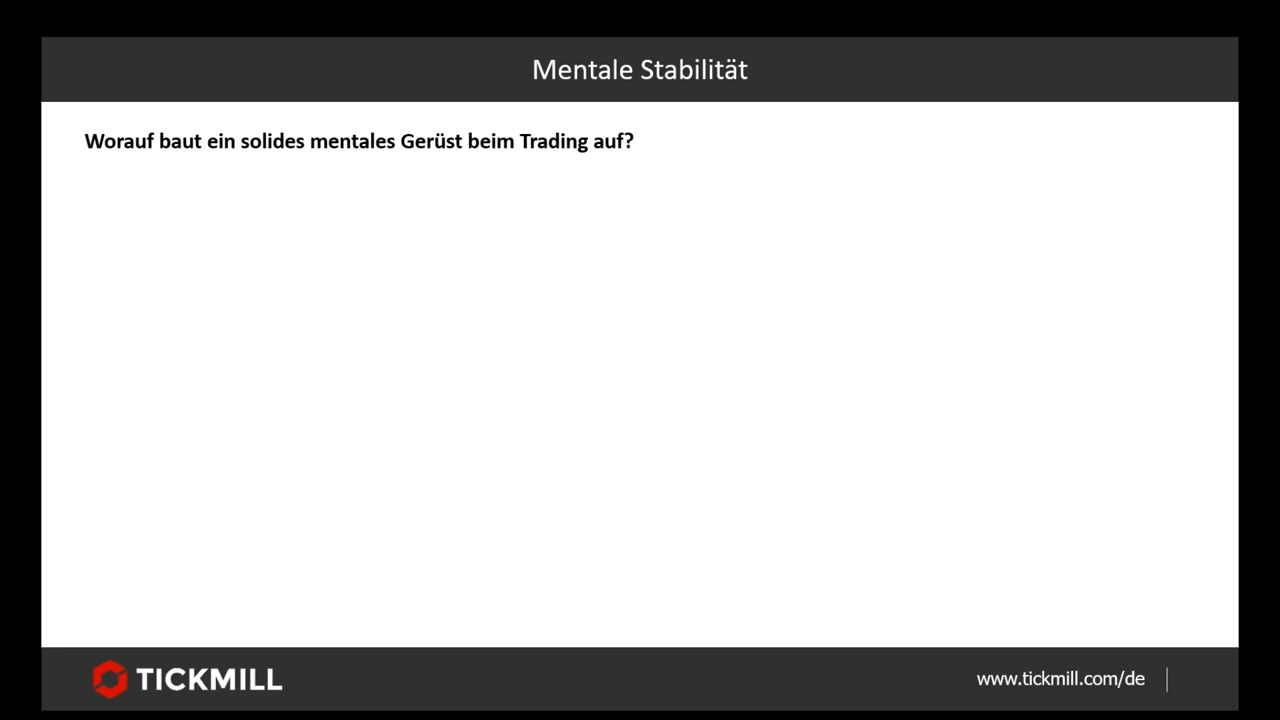 Mentale Stabilität
Worauf baut ein solides mentales Gerüst beim Trading auf?
TICKMILL
www.tickmill.com/de